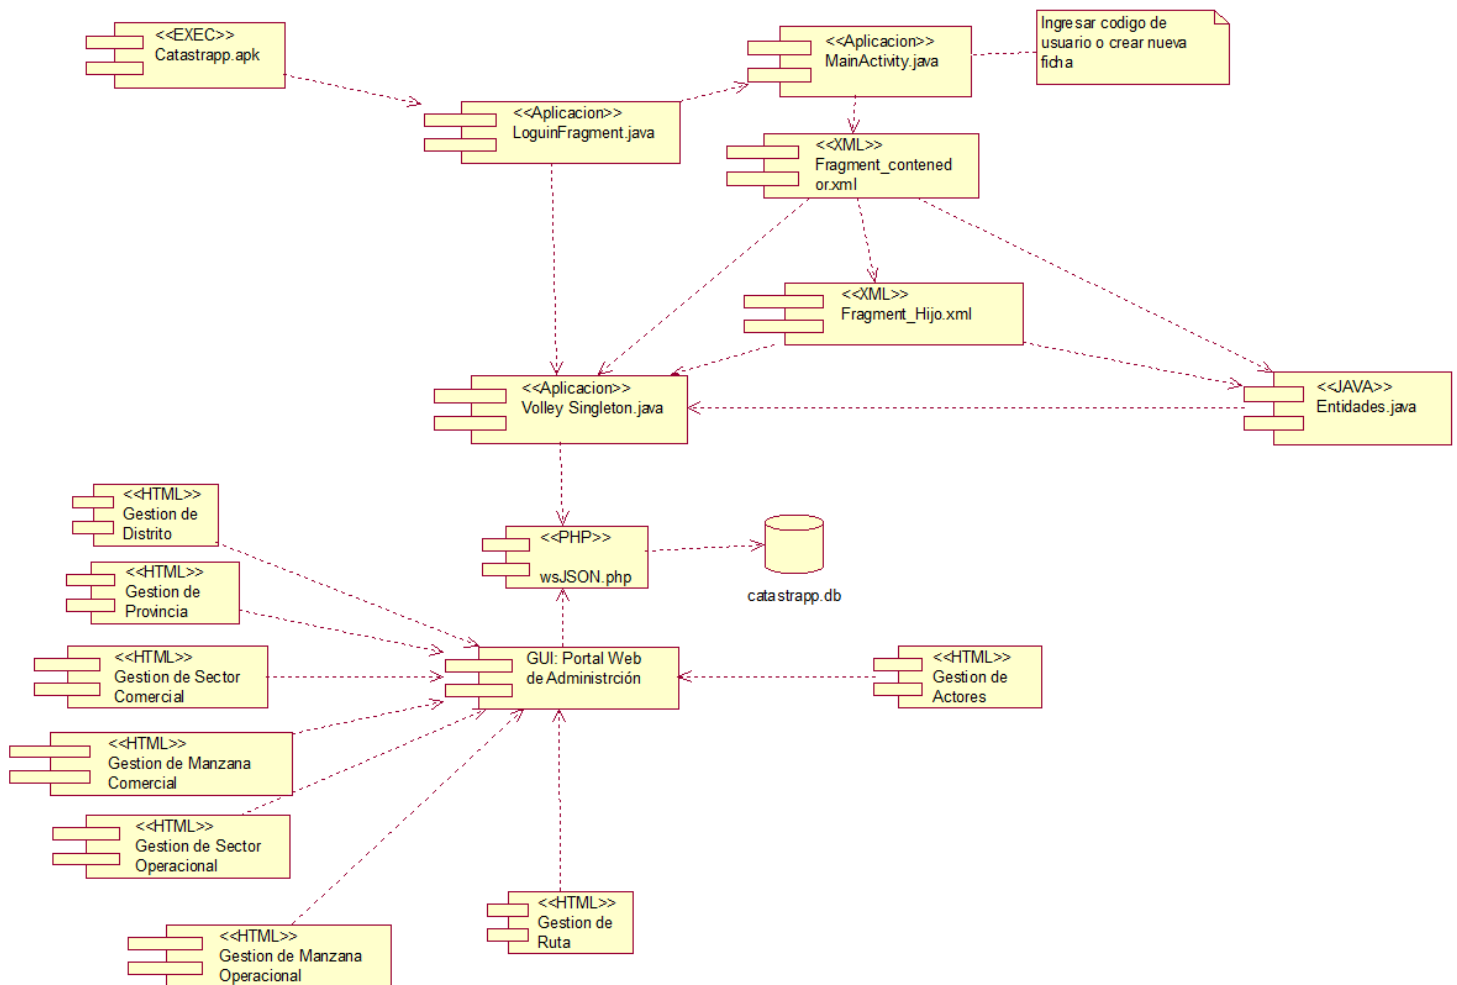 <<EXEC>>
Catastrapp.apk
<<Aplicacion>>
LoguinFragment.java
<<Aplicacion>>
MainActivity.java
Ingresar codigo de
usuario o crear nueva
ficha
<<XML>>
Fragment_contened
or.xml
<<XML>>
Fragment_Hijo.xml
<<Aplicacion>>
Volley Singleton.java
<<JAVA>>
Entidades.java
<<HTML>>
Gestion de
Distrito
<<PHP>>
wsJSON.php
catastrapp.db
<<HTML>>
Gestion de
Provincia
<<HTML>>
Gestion de Sector
Comercial
GUI: Portal Web
de Administrción
<<HTML>>
Gestion de
Actores
<<HTML>>
Gestion de Manzana
Comercial
<<HTML>>
Gestion de Sector
Operacional
<<HTML>>
Gestion de
Ruta
<<HTML>>
Gestion de Manzana
Operacional